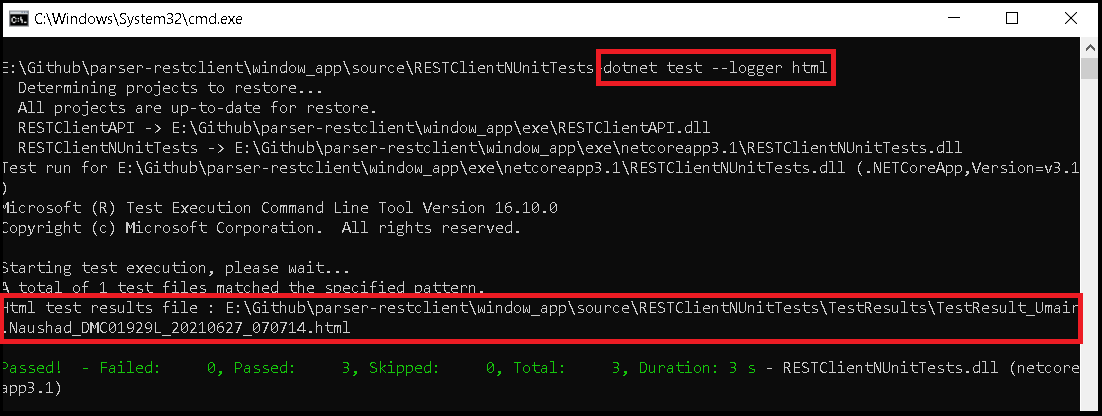 C:\Windows\System32\cmd.exe
E:\Github\parser-restclient\window_app\source\RESTClientNUnitTests>dotnet test --logger html
  Determining projects to restore...
  All projects are up-to-date for restore.
  RESTClientAPI -> E:\Github\parser-restclient\window_app\exe\RESTClientAPI.dll
  RESTClientNUnitTests -> E:\Github\parser-restclient\window_app\exe\netcoreapp3.1\RESTClientNUnitTests.dll
Test run for E:\Github\parser-restclient\window_app\exe\netcoreapp3.1\RESTClientNUnitTests.dll (.NETCoreApp,Version=v3.1
)
Microsoft (R) Test Execution Command Line Tool Version 16.10.0
Copyright (c) Microsoft Corporation.  All rights reserved.
Starting test execution, please wait...
A total of 1 test files matched the specified pattern.
Html test results file : E:\Github\parser-restclient\window_app\source\RESTClientNUnitTests\TestResults\TestResult_Umair
.Naushad_DMC01929L_20210627_070714.html
Passed!  - Failed:     0, Passed:     3, Skipped:     0, Total:     3, Duration: 3 s - RESTClientNUnitTests.dll (netcore
app3.1)